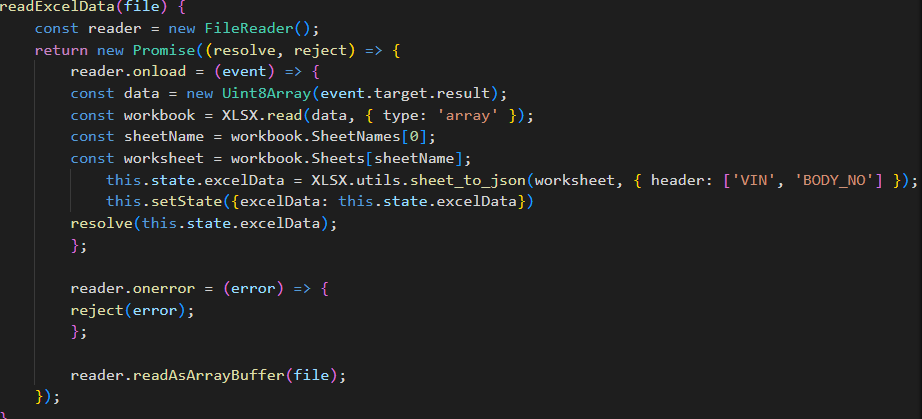 readExcelData(file) {
    const reader = new FileReader();
    return new Promise((resolve, reject) => {
        reader.onload = (event) => {
        const data = new Uint8Array(event.target.result);
        const workbook = XLSX.read(data, { type: 'array' });
        const sheetName = workbook.SheetNames[0];
        const worksheet = workbook.Sheets[sheetName];
            this.state.excelData = XLSX.utils.sheet_to_json(worksheet, { header: ['VIN', 'BODY_NO'] });
            this.setState({excelData: this.state.excelData})
        resolve(this.state.excelData);
        };

        reader.onerror = (error) => {
        reject(error);
        };

        reader.readAsArrayBuffer(file);
    });
}